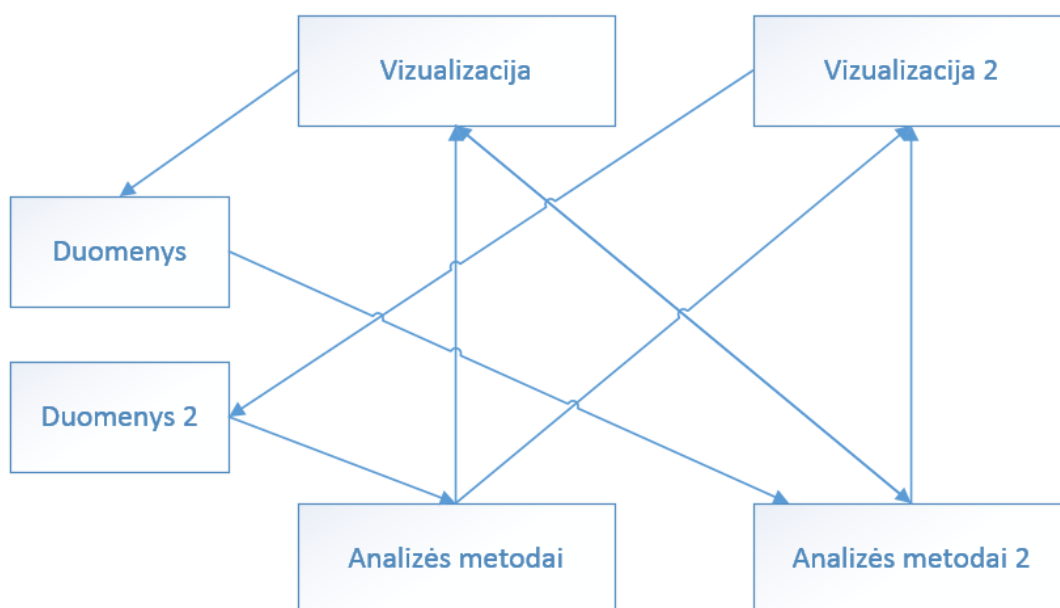 Vizualizacija
Vizualizacija 2
Duomenys
Duomenys 2
Analizės metodai
Analizės metodai 2